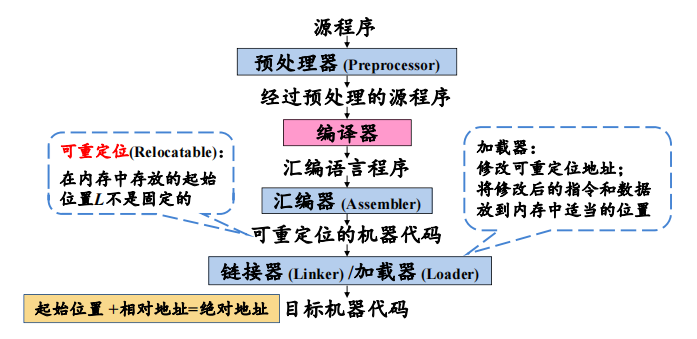 源程序
预处理器 (Preprocessor)
经过预处理的源程序
编译器
汇编语言程序
汇编器 (Assembler)
可重定位的机器代码
链接器 (Linker) /加载器 (Loader)
目标机器代码
可重定位(Relocatable)：
在内存中存放的起始
位置L不是固定的
加载器：
修改可重定位地址；
将修改后的指令和数据
放到内存中适当的位置
起始位置 +相对地址=绝对地址